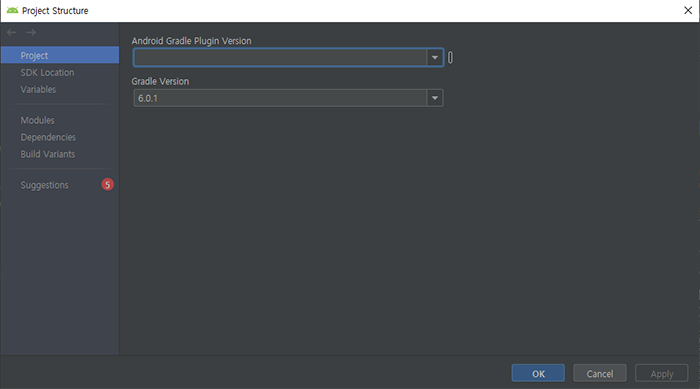 Project Structure
Project
SDK Location
Variables
Modules
Dependencies
Build Variants
Suggestions 5
Android Gradle Plugin Version
Gradle Version
6.0.1
OK Cancel Apply